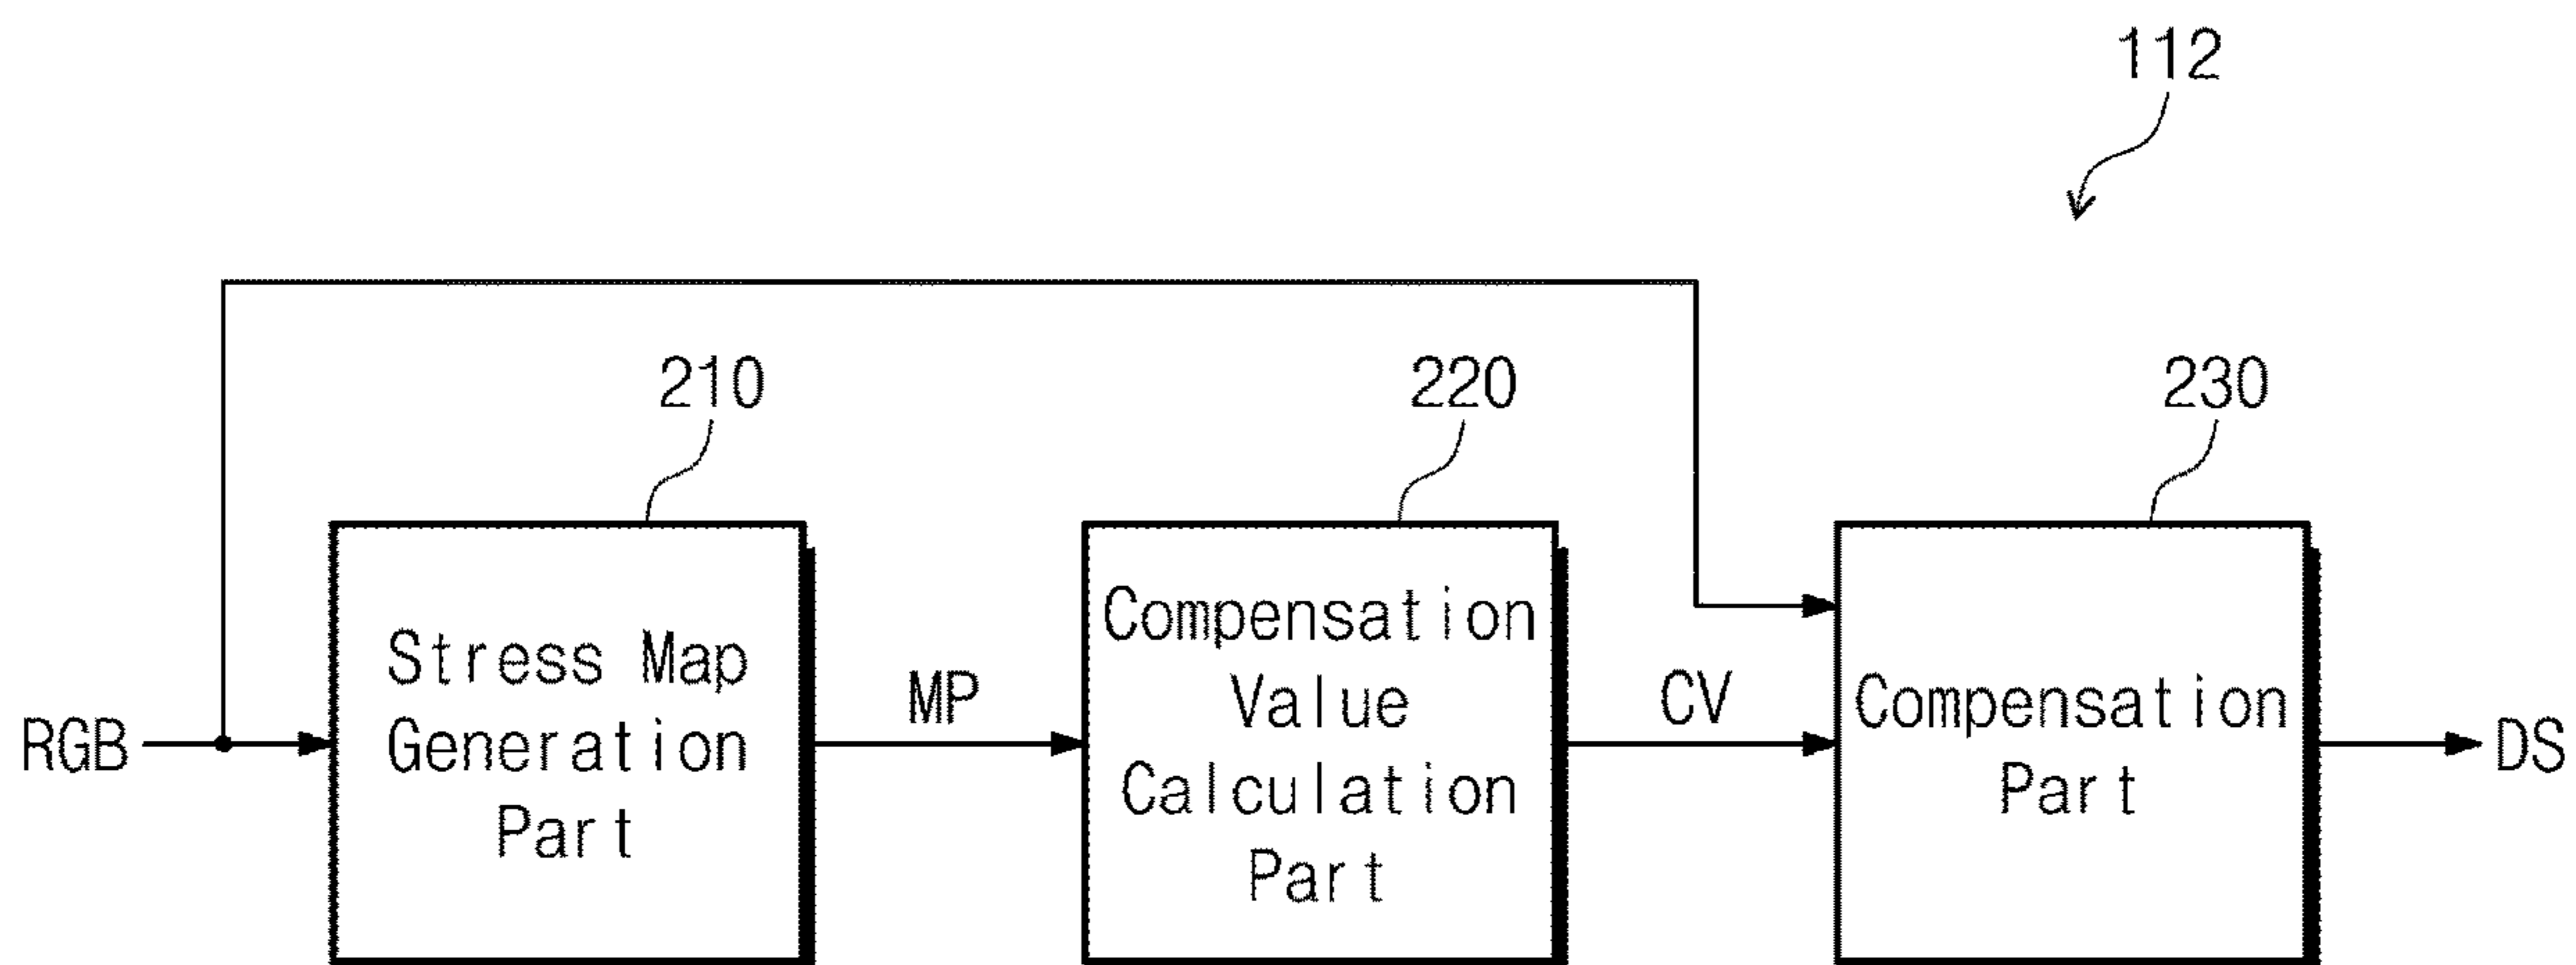 112
210
220
230
RGB
Stress Map
Generation
Part
MP
Compensation
Value
Calculation
Part
CV
Compensation
Part
DS